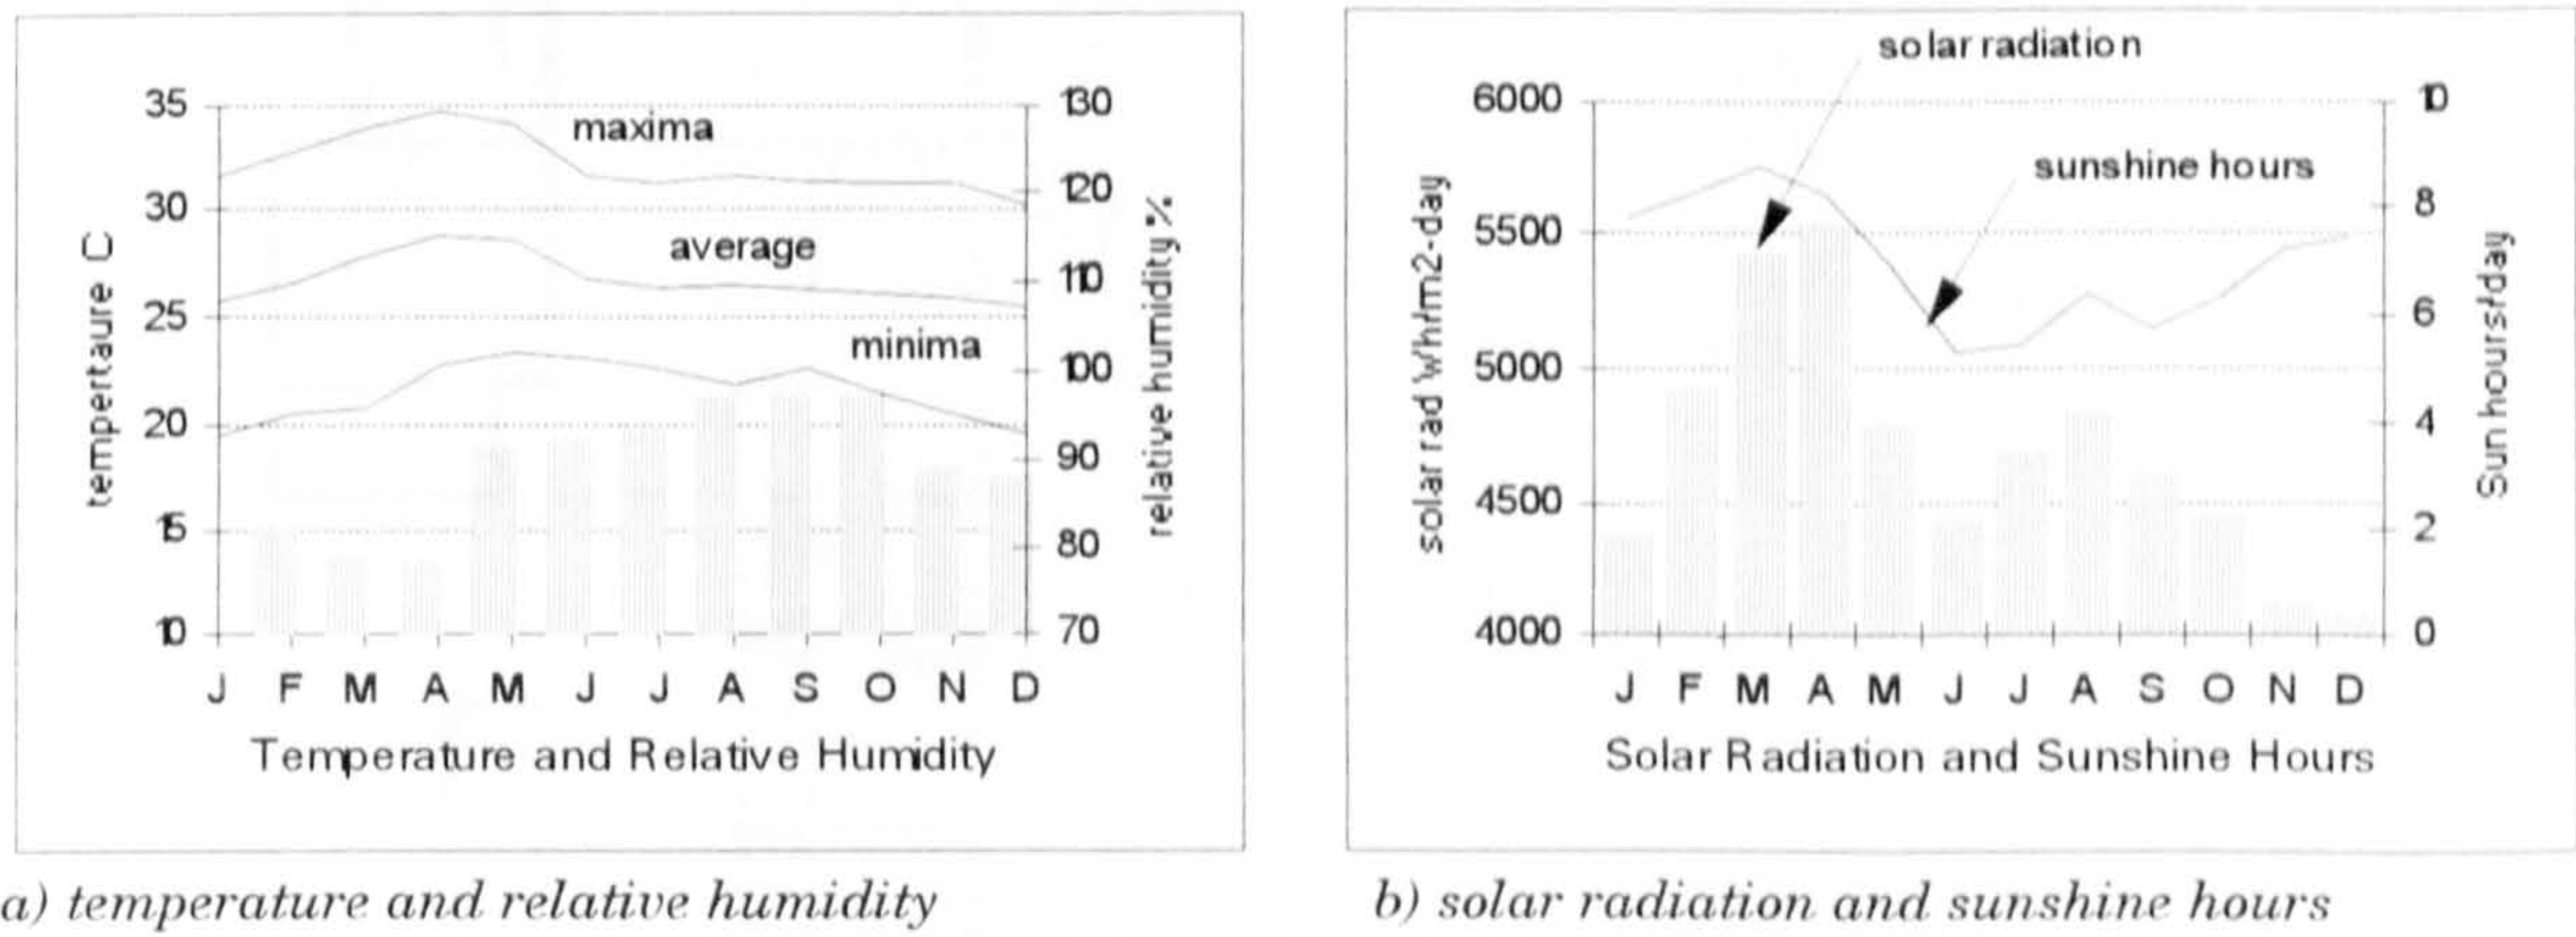 35
30
25
20
15
10
tempertaure C
maxima
average
minima
130
120
110
100
90
80
70
relative humidity %
J F M A M J J A S O N D
Temperature and Relative Humidity
a) temperature and relative humidity
solar radiation
sunshine hours
6000
5500
5000
4500
4000
solar rad Whrm2-day
10
8
6
4
2
0
Sun hours/day
J F M A M J J A S O N D
Solar Radiation and Sunshine Hours
b) solar radiation and sunshine hours